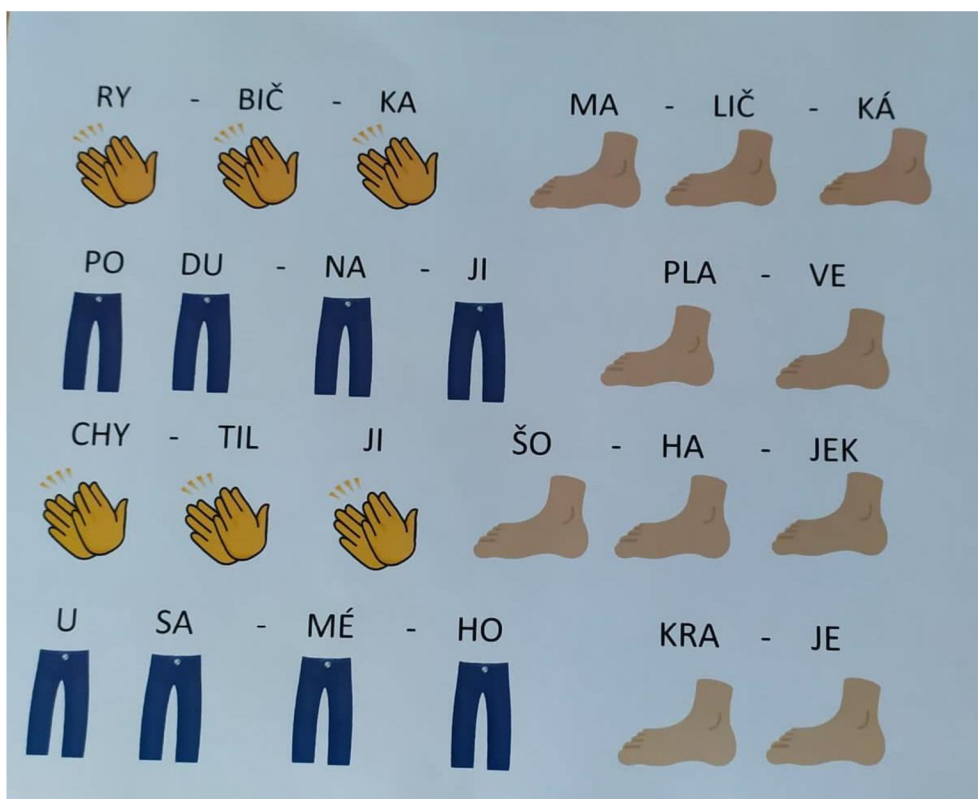 RY - BIČ - KA MA - LIČ - KÁ
PO DU - NA - JI PLA - VE
CHY - TIL JI ŠO - HA - JEK
U SA - MÉ - HO KRA - JE